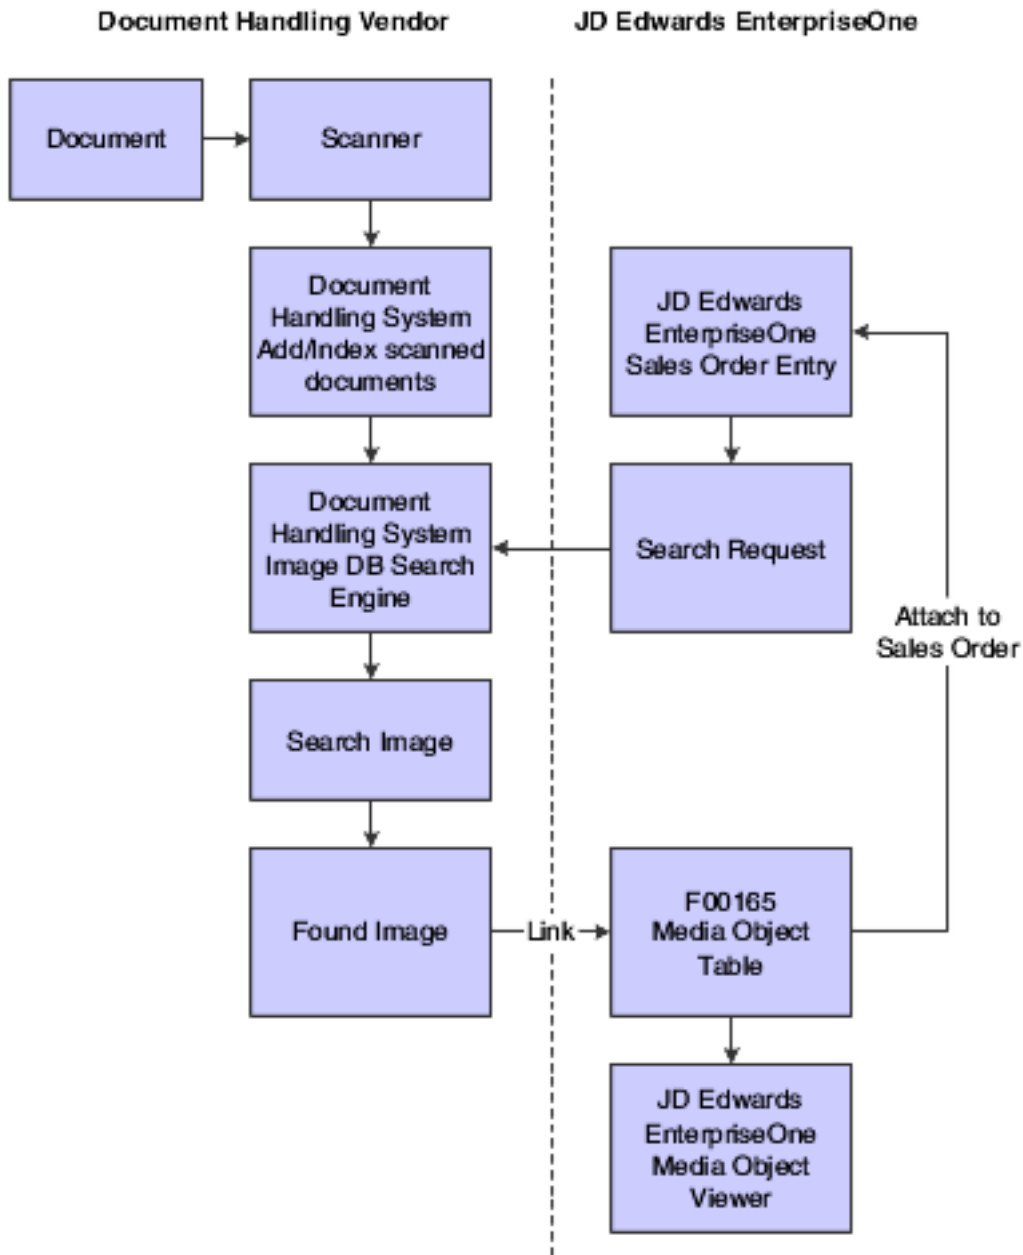 Document Handling Vendor
JD Edwards EnterpriseOne
Document
Scanner
Document
Handling System
Add/Index scanned
documents
JD Edwards
EnterpriseOne
Sales Order Entry
Document
Handling System
Image DB Search
Engine
Search Request
Attach to
Sales Order
Search Image
Found Image
Link
F00165
Media Object
Table
JD Edwards
EnterpriseOne
Media Object
Viewer